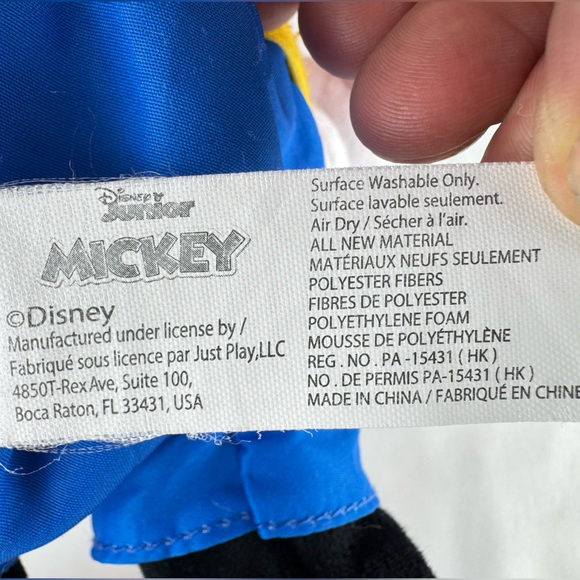 Disney
Junior
MICKEY
©Disney
Manufactured under license by /
Fabriqué sous licence par Just Play,LLC
4850T-Rex Ave, Suite 100,
Boca Raton, FL 33431, USA
Surface Washable Only.
Surface lavable seulement.
Air Dry / Sécher à l'air.
ALL NEW MATERIAL
MATÉRIAUX NEUFS SEULEMENT
POLYESTER FIBERS
FIBRES DE POLYESTER
POLYETHYLENE FOAM
MOUSSE DE POLYÉTHYLÈNE
REG . NO . PA -15431 ( HK )
NO . DE PERMIS PA-15431 ( HK )
MADE IN CHINA / FABRIQUÉ EN CHINE